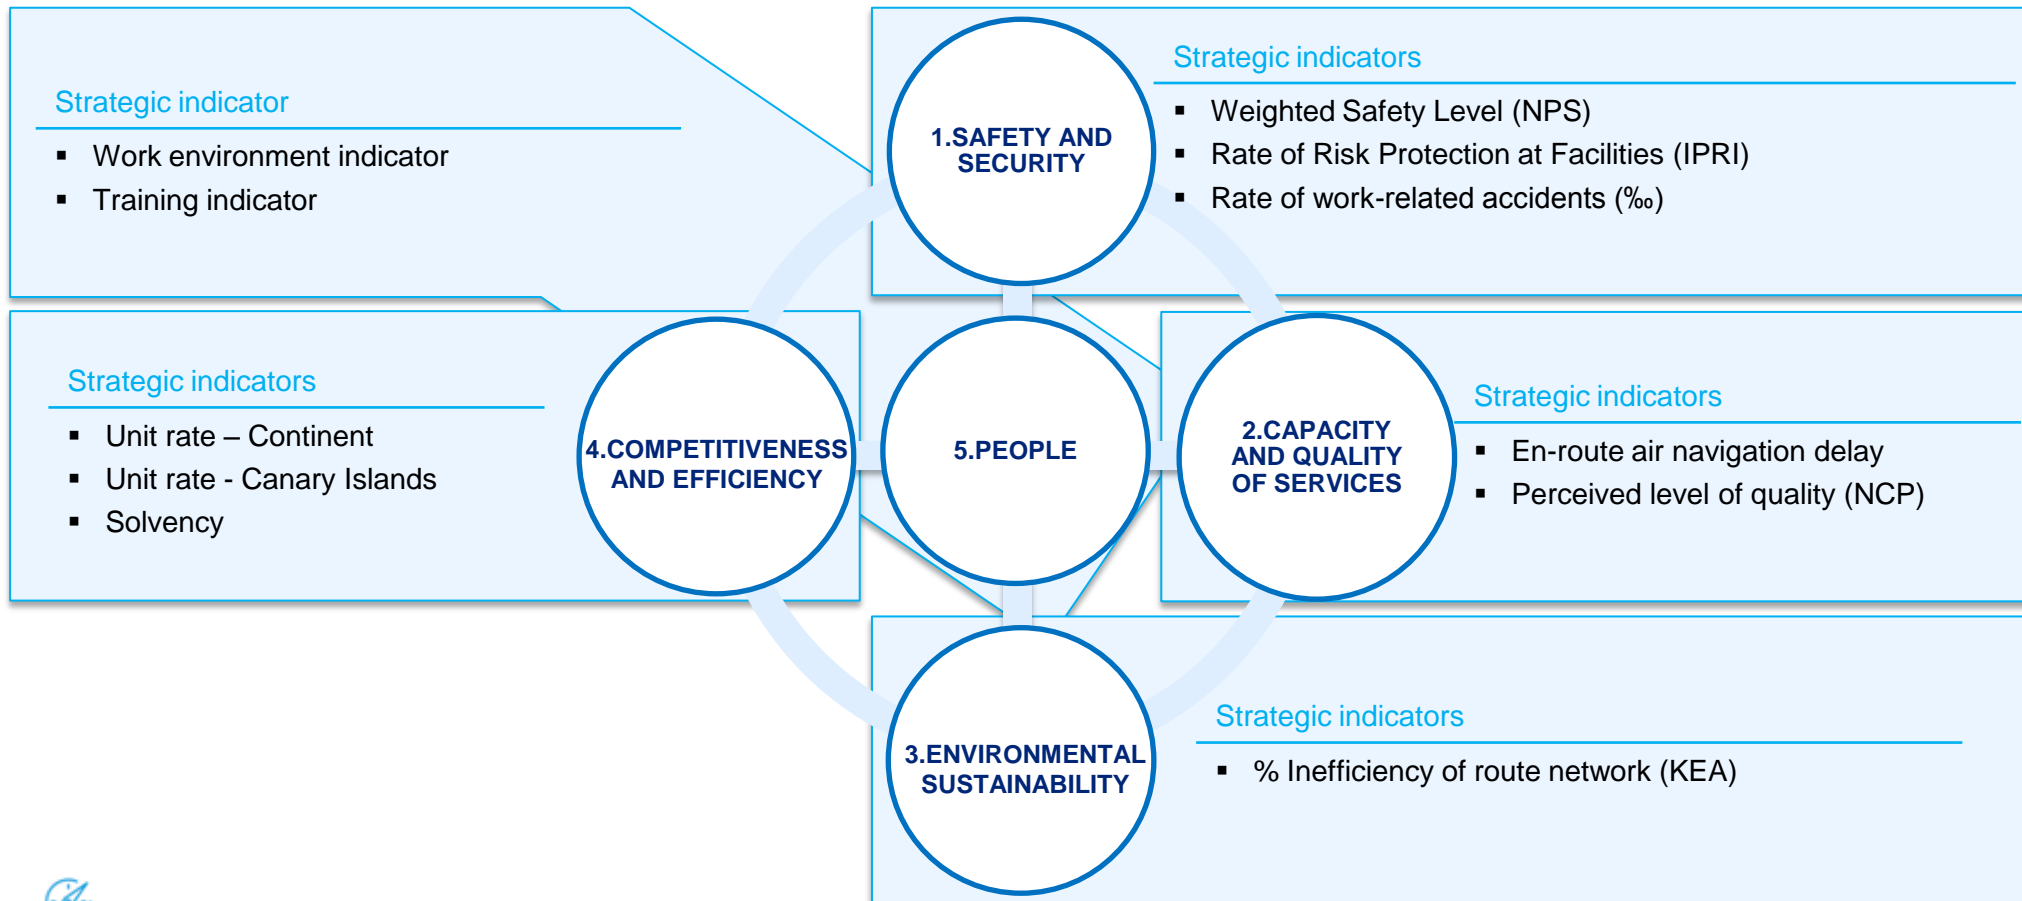 Strategic indicator
▪ Work environment indicator
▪ Training indicator
1.SAFETY AND
SECURITY
Strategic indicators
▪ Weighted Safety Level (NPS)
▪ Rate of Risk Protection at Facilities (IPRI)
▪ Rate of work-related accidents (‰)
Strategic indicators
▪ Unit rate – Continent
▪ Unit rate - Canary Islands
▪ Solvency
4.COMPETITIVENESS
AND EFFICIENCY
5.PEOPLE
2.CAPACITY
AND QUALITY
OF SERVICES
Strategic indicators
▪ En-route air navigation delay
▪ Perceived level of quality (NCP)
3.ENVIRONMENTAL
SUSTAINABILITY
Strategic indicators
▪ % Inefficiency of route network (KEA)